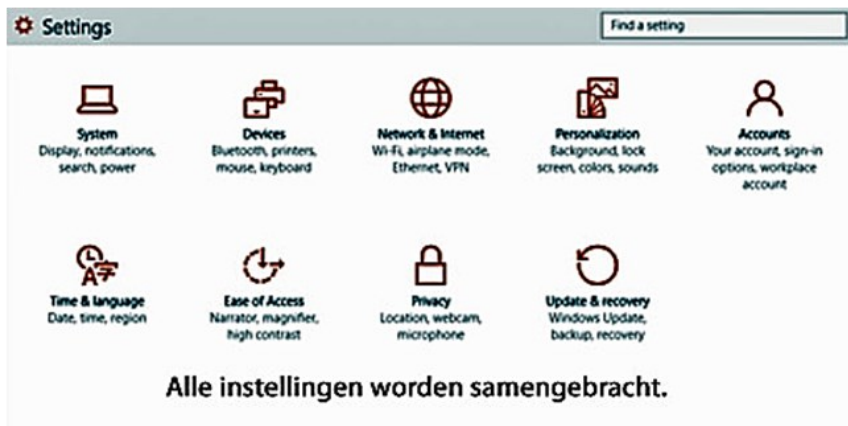 Settings
Find a setting
System
Display, notifications,
search, power
Devices
Bluetooth, printers,
mouse, keyboard
Network & Internet
Wi-Fi, airplane mode,
Ethernet, VPN
Personalization
Background, lock
screen, colors, sounds
Accounts
Your account, sign-in
options, workplace
account
Time & language
Date, time, region
Ease of Access
Narrator, magnifier,
high contrast
Privacy
Location, webcam,
microphone
Update & recovery
Windows Update,
backup, recovery
Alle instellingen worden samengebracht.